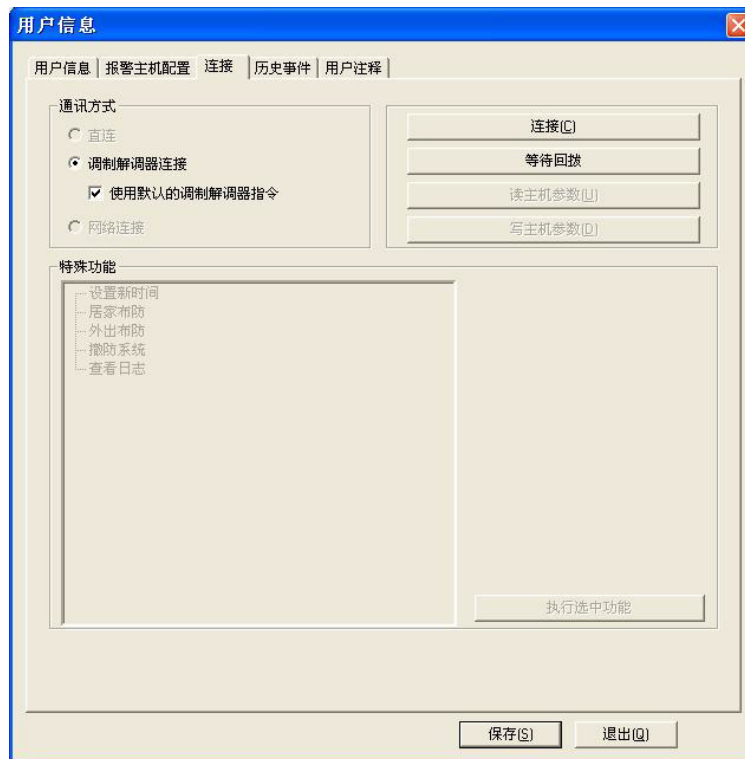 用户信息
用户信息 报警主机配置 连接 历史事件 用户注释
通讯方式
直连
调制解调器连接
使用默认的调制解调器指令
网络连接
连接(C)
等待回拨
读主机参数(U)
写主机参数(D)
特殊功能
设置新时间
居家布防
外出布防
撤防系统
查看日志
执行选中功能
保存(S) 退出(Q)